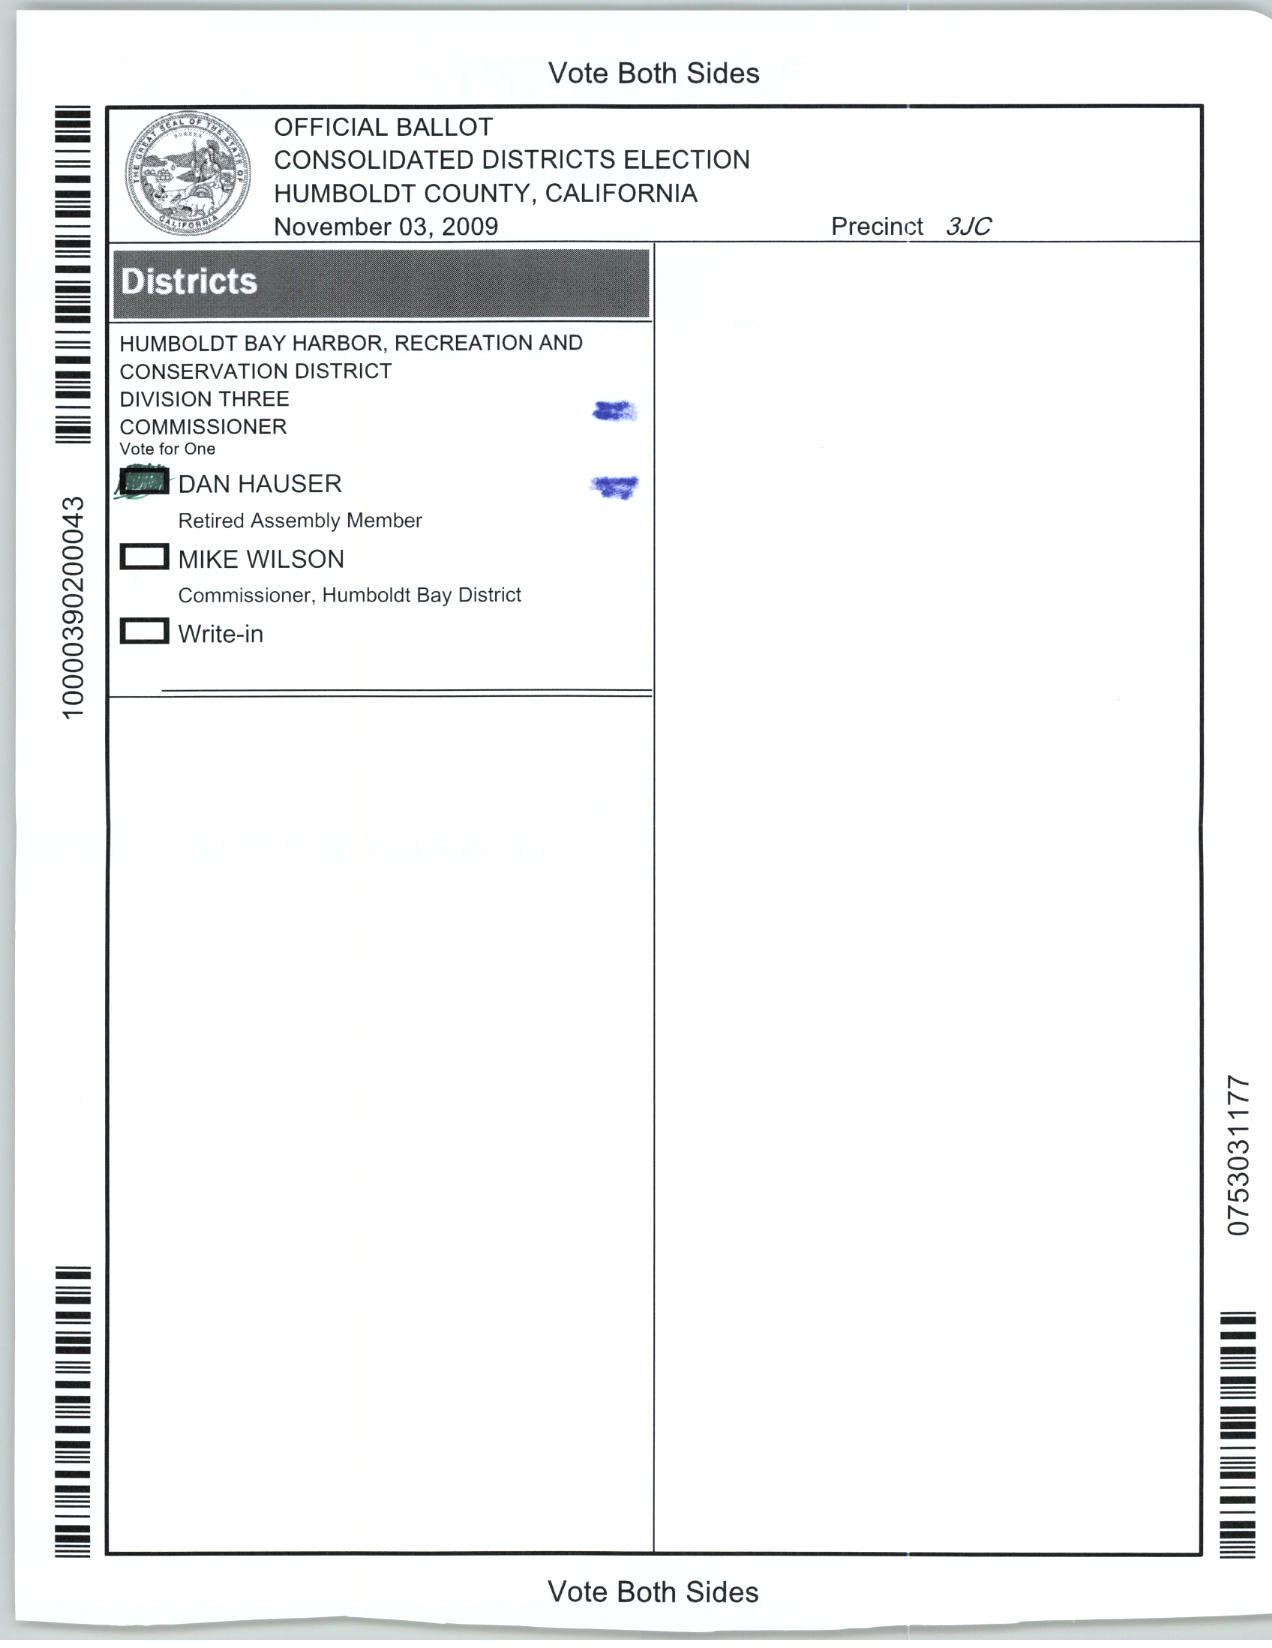 Vote Both Sides
THE GREAT SEAL OF THE STATE OF CALIFORNIA
EUREKA
OFFICIAL BALLOT
CONSOLIDATED DISTRICTS ELECTION
HUMBOLDT COUNTY, CALIFORNIA
November 03, 2009
Precinct 3JC
Districts
HUMBOLDT BAY HARBOR, RECREATION AND
CONSERVATION DISTRICT
DIVISION THREE
COMMISSIONER
Vote for One
DAN HAUSER
Retired Assembly Member
MIKE WILSON
Commissioner, Humboldt Bay District
Write-in
10000390200043
0753031177
Vote Both Sides